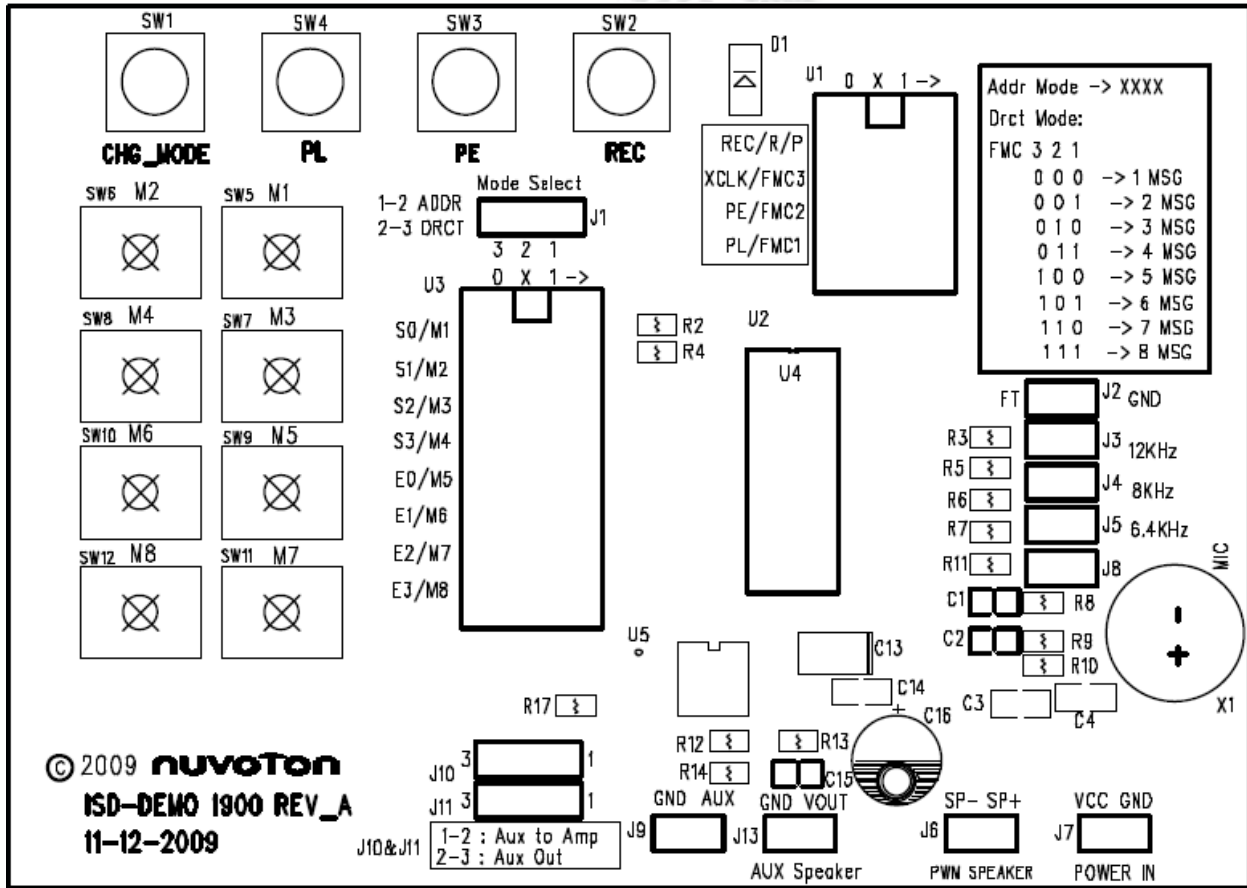 SW1 SW4 SW3 SW2
CHG_MODE PL PE REC
D1
U1 0 X 1 ->
REC/R/P
XCLK/FMC3
PE/FMC2
PL/FMC1
Addr Mode -> XXXX
Drct Mode:
FMC 3 2 1
0 0 0 -> 1 MSG
0 0 1 -> 2 MSG
0 1 0 -> 3 MSG
0 1 1 -> 4 MSG
1 0 0 -> 5 MSG
1 0 1 -> 6 MSG
1 1 0 -> 7 MSG
1 1 1 -> 8 MSG
SW6 M2 SW5 M1
SW8 M4 SW7 M3
SW10 M6 SW9 M5
SW12 M8 SW11 M7
Mode Select
1-2 ADDR
2-3 DRCT
J1
3 2 1
U3 0 X 1 ->
S0/M1
S1/M2
S2/M3
S3/M4
E0/M5
E1/M6
E2/M7
E3/M8
R2
R4
U2
U4
FT J2 GND
R3 J3 12KHz
R5 J4 8KHz
R6
R7 J5 6.4KHz
R11 J8
C1 R8
C2 R9
R10
MIC
- 
+
X1
C3 C4
U5
C13
C14
+
C16
R17
R12 R13
R14 C15
© 2009 nuvoTon
ISD-DEMO 1900 REV_A
11-12-2009
J10 3 1
J11 3 1
J10&J11
1-2 : Aux to Amp
2-3 : Aux Out
GND AUX
J9
GND VOUT
J13
AUX Speaker
SP- SP+
J6
PWN SPEAKER
VCC GND
J7
POWER IN